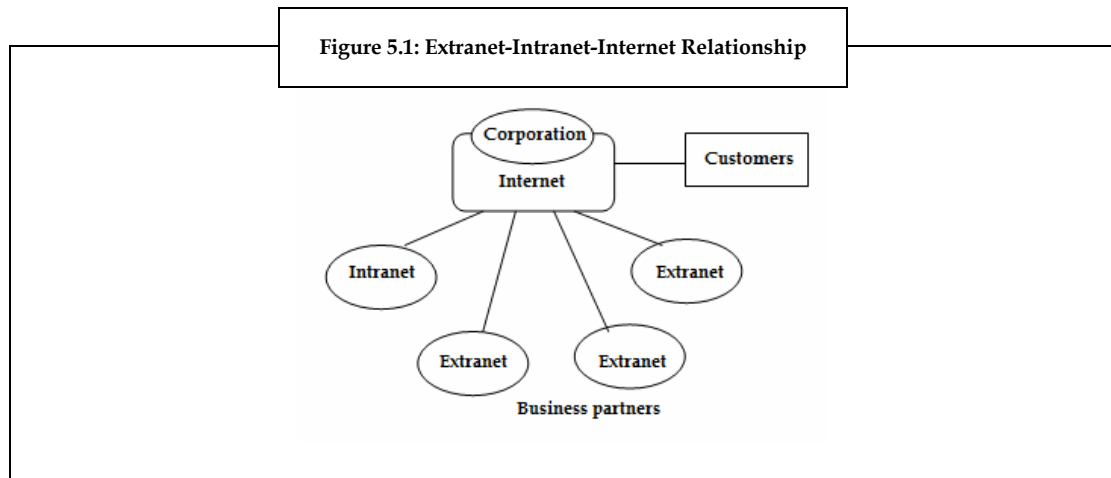 Figure 5.1: Extranet-Intranet-Internet Relationship
Corporation
Customers
Internet
Intranet
Extranet
Extranet
Extranet
Business partners